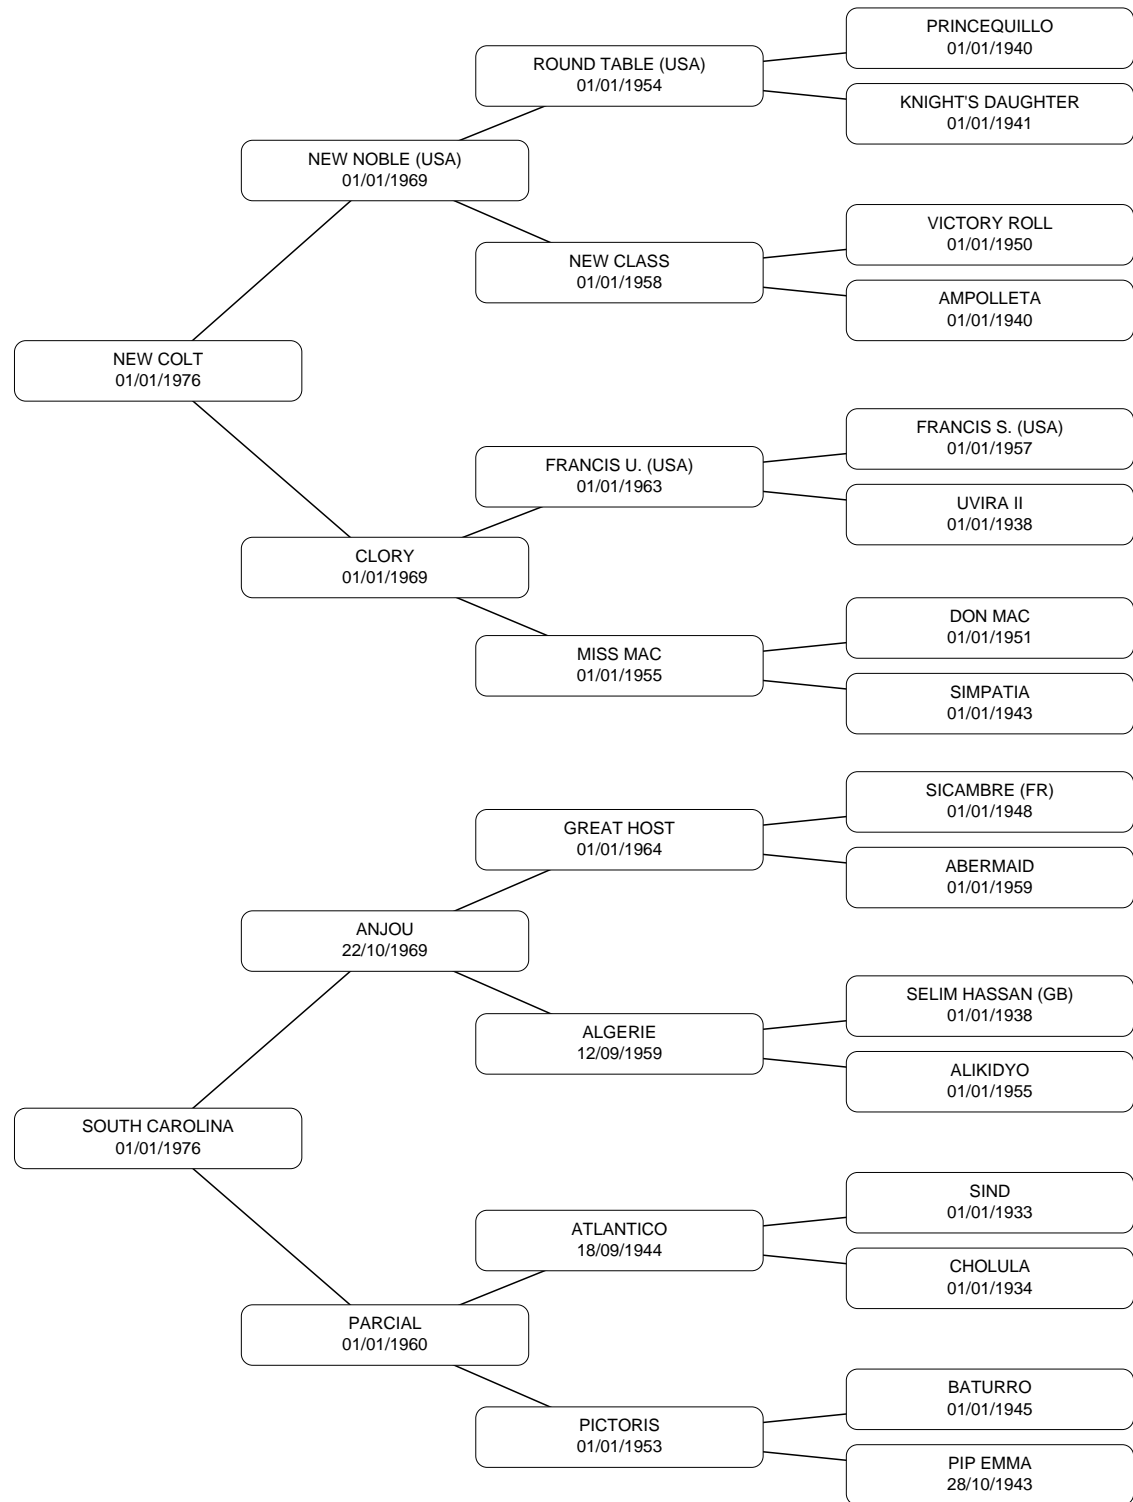 PRINCEQUILLO
01/01/1940
ROUND TABLE (USA)
01/01/1954
KNIGHT'S DAUGHTER
01/01/1941
NEW NOBLE (USA)
01/01/1969
VICTORY ROLL
01/01/1950
NEW CLASS
01/01/1958
AMPOLLETA
01/01/1940
NEW COLT
01/01/1976
FRANCIS S. (USA)
01/01/1957
FRANCIS U. (USA)
01/01/1963
UVIRA II
01/01/1938
CLORY
01/01/1969
DON MAC
01/01/1951
MISS MAC
01/01/1955
SIMPATIA
01/01/1943
SICAMBRE (FR)
01/01/1948
GREAT HOST
01/01/1964
ABERMAID
01/01/1959
ANJOU
22/10/1969
SELIM HASSAN (GB)
01/01/1938
ALGERIE
12/09/1959
ALIKIDYO
01/01/1955
SOUTH CAROLINA
01/01/1976
SIND
01/01/1933
ATLANTICO
18/09/1944
CHOLULA
01/01/1934
PARCIAL
01/01/1960
BATURRO
01/01/1945
PICTORIS
01/01/1953
PIP EMMA
28/10/1943